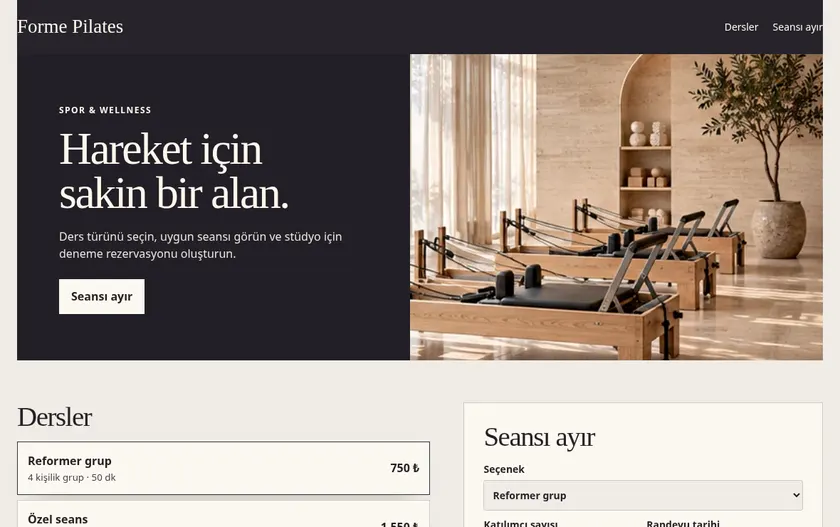 Forme Pilates
Dersler
Seansı ayır
SPOR & WELLNESS
Hareket için
sakin bir alan.
Ders türünü seçin, uygun seansı görün ve stüdyo için
deneme rezervasyonu oluşturun.
Seansı ayır
Dersler
Reformer grup
4 kişilik grup · 50 dk
750 ₺
Özel seans
1.550 ₺
Seansı ayır
Seçenek
Reformer grup
Katılımcı sayısı
Randevu tarihi